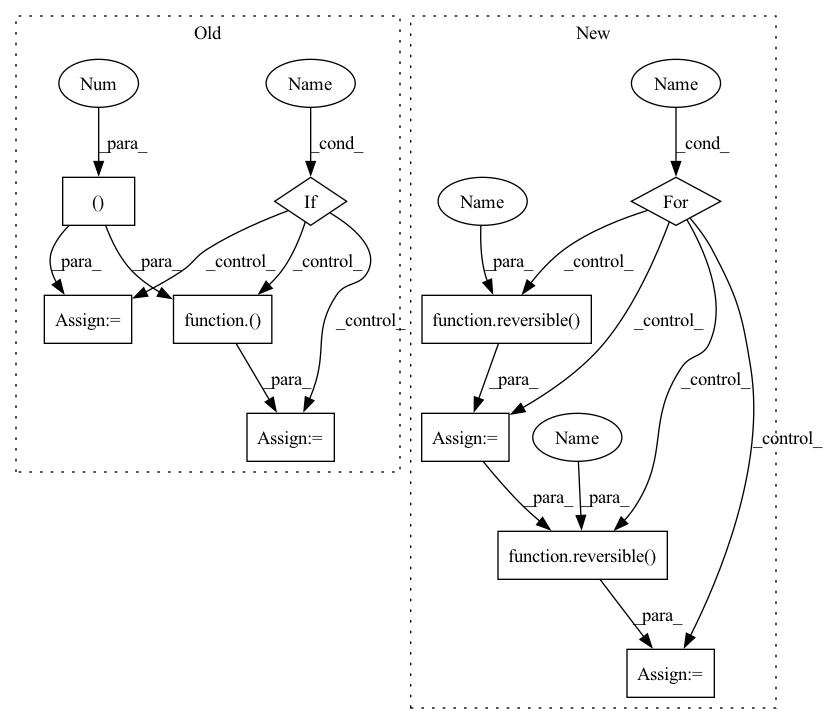 Old
New
Num
Name
Name
_para_
_cond_
_cond_
()
If
Name
For
_para_
_para_
_control_
_control_
_para_
_control_
Assign:=
function.()
_control_
function.reversible()
_control_
_para_
_para_
_control_
Assign:=
Assign:=
Name
_control_
_para_
_para_
function.reversible()
_para_
Assign:=